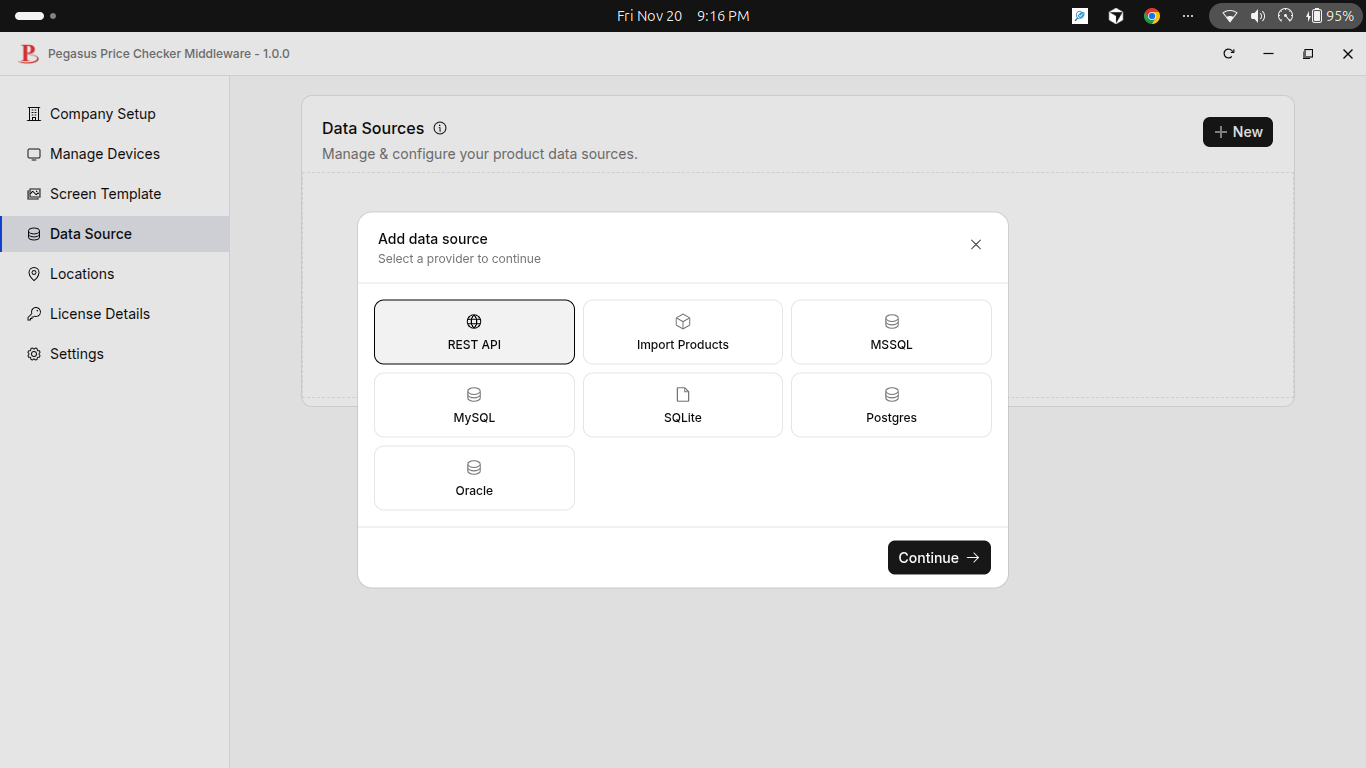 Fri Nov 20 9:16 PM
95%
Pegasus Price Checker Middleware - 1.0.0
Company Setup
Manage Devices
Screen Template
Data Source
Locations
License Details
Settings
Data Sources
Manage & configure your product data sources.
New
Add data source
Select a provider to continue
REST API
Import Products
MSSQL
MySQL
SQLite
Postgres
Oracle
Continue